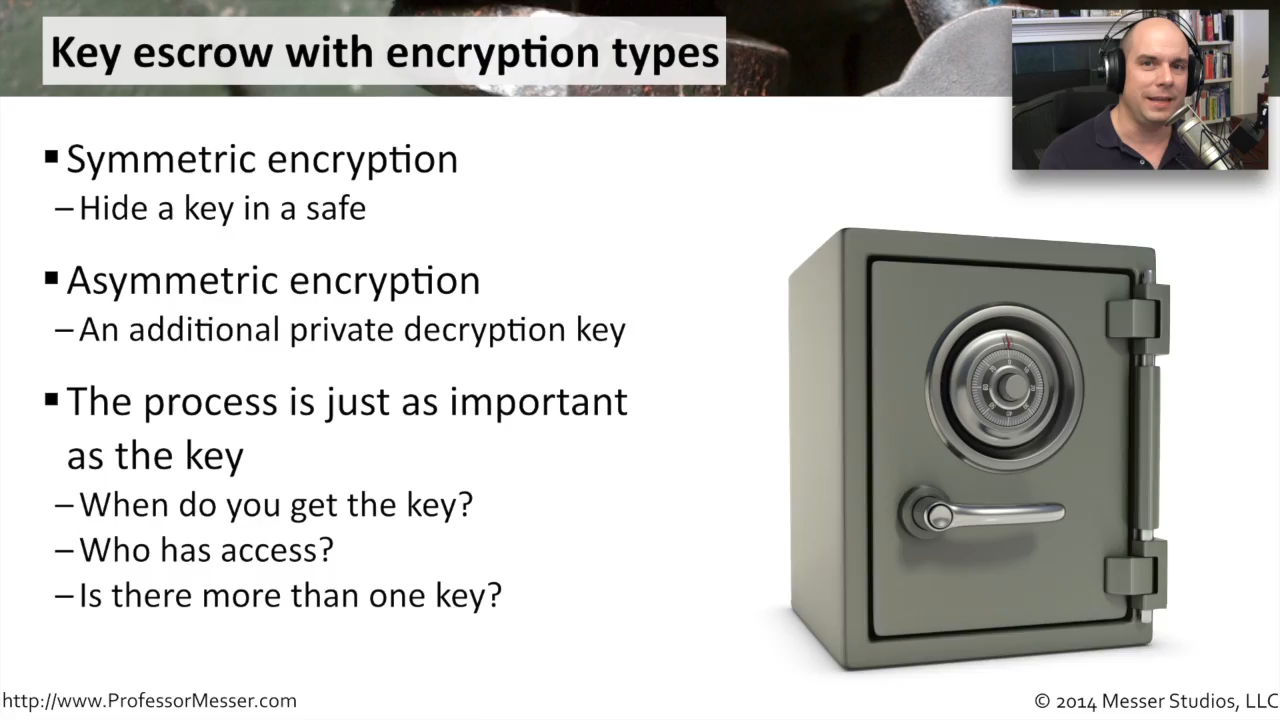 Key escrow with encryption types
▪ Symmetric encryption
– Hide a key in a safe
▪ Asymmetric encryption
– An additional private decryption key
▪ The process is just as important
as the key
– When do you get the key?
– Who has access?
– Is there more than one key?
http://www.ProfessorMesser.com
© 2014 Messer Studios, LLC